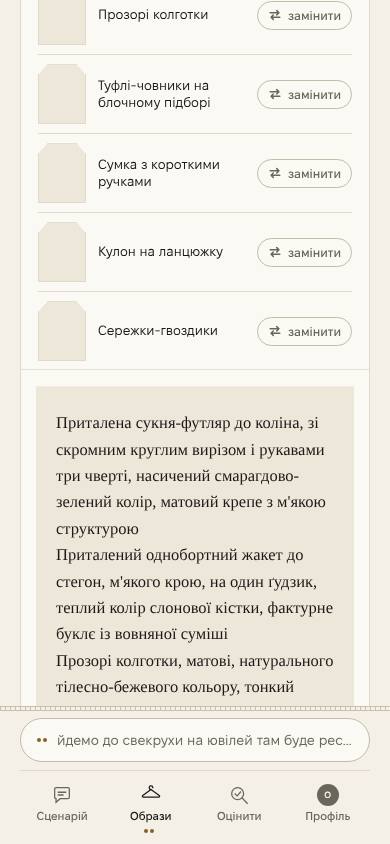 Прозорі колготки
замінити
Туфлі-човники на
блочному підборі
замінити
Сумка з короткими
ручками
замінити
Кулон на ланцюжку
замінити
Сережки-гвоздики
замінити
Приталена сукня-футляр до коліна, зі
скромним круглим вирізом і рукавами
три чверті, насичений смарагдово-
зелений колір, матовий крепе з м'якою
структурою
Приталений однобортний жакет до
стегон, м'якого крою, на один ґудзик,
теплий колір слонової кістки, фактурне
буклє із вовняної суміші
Прозорі колготки, матові, натурального
тілесно-бежевого кольору, тонкий
йдемо до свекрухи на ювілей там буде рес...
Сценарій
Образи
Оцінити
О
Профіль